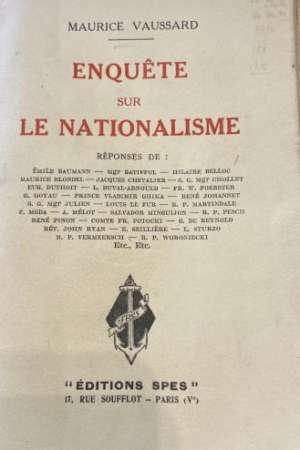 MAURICE VAUSSARD
ENQUÊTE
SUR
LE NATIONALISME
RÉPONSES DE :
ÉMILE BAUMANN — Mgr BATIFFOL — HILAIRE BELLOC
MAURICE BLONDEL — JACQUES CHEVALIER — S. G. Mgr CHOLLET
EUG. DUTHOIT — L. DUVAL-ARNOULD — FR. W. FOERSTER
G. GOYAU — PRINCE VLADIMIR GHIKA — RENÉ JOHANNET
S. G. Mgr JULIEN — LOUIS LE FUR — R. P. MARTINDALE
F. MEDA — A. MÉLOT — SALVADOR MINGUIJON — R. P. PESCH
RENÉ PINON — COMTE FR. POTOCKI — G. DE REYNOLD
RÉV. JOHN RYAN — E. SEILLIÈRE — L. STURZO
R. P. VERMEERSCH — R. P. WORONIECKI
Etc., Etc.
SPES
"ÉDITIONS SPES"
17, RUE SOUFFLOT — PARIS (Vᵉ)